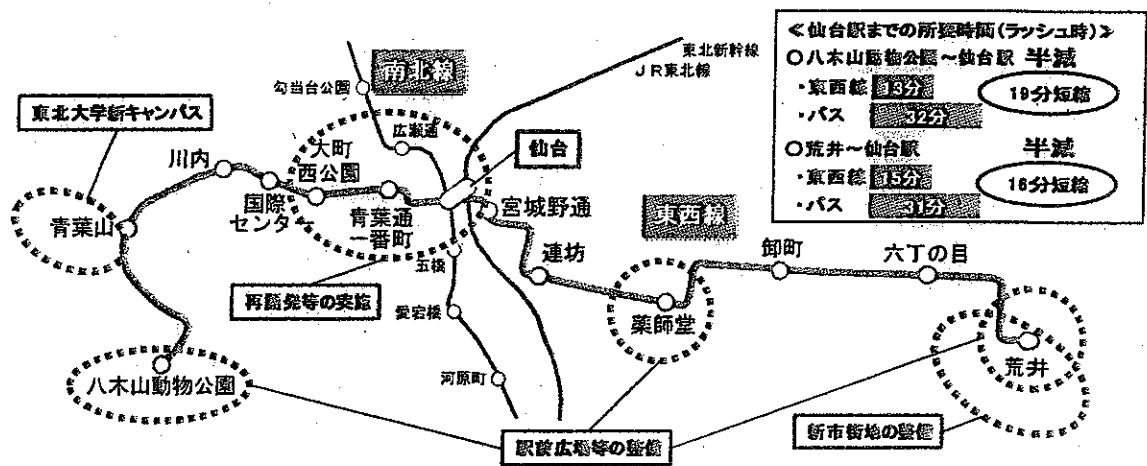 ≪仙台駅までの所要時間(ラッシュ時)≫
○八木山動物公園～仙台駅 半減
・東西線 13分
19分短縮
・バス 32分
○荒井～仙台駅 半減
・東西線 15分
16分短縮
・バス 31分
東北新幹線
JR東北線
南北線
勾当台公園
広瀬通
東北大学新キャンパス
仙台
川内
大町
西公園
国際
センタ
青葉通
一番町
青葉山
宮城野通
東西線
連坊
五橋
卸町
六丁の目
再開発等の実施
愛宕橋
薬師堂
荒井
八木山動物公園
河原町
駅前広場等の整備
新市街地の整備